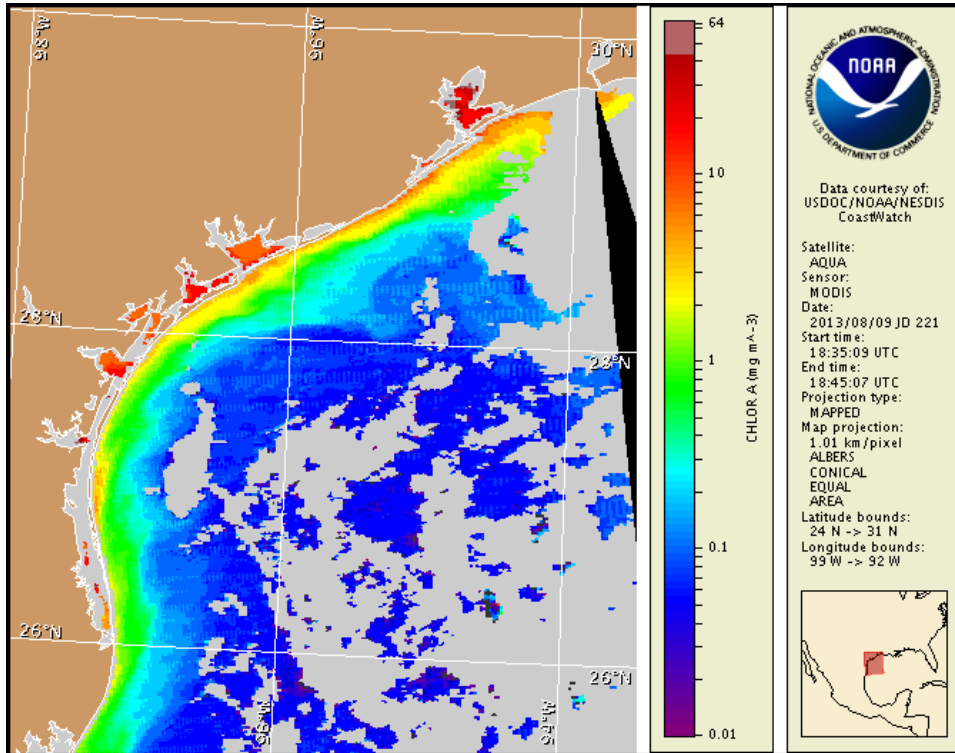 98°W
96°W
30°N
28°N
28°N
26°N
26°N
96°W
94°W
64
10
1
0.1
0.01
CHLOR A (mg m^-3)
NATIONAL OCEANIC AND ATMOSPHERIC ADMINISTRATION
NOAA
U.S. DEPARTMENT OF COMMERCE
Data courtesy of:
USDOC/NOAA/NESDIS
CoastWatch
Satellite:
AQUA
Sensor:
MODIS
Date:
2013/08/09 JD 221
Start time:
18:35:09 UTC
End time:
18:45:07 UTC
Projection type:
MAPPED
Map projection:
1.01 km/pixel
ALBERS
CONICAL
EQUAL
AREA
Latitude bounds:
24 N -> 31 N
Longitude bounds:
99 W -> 92 W